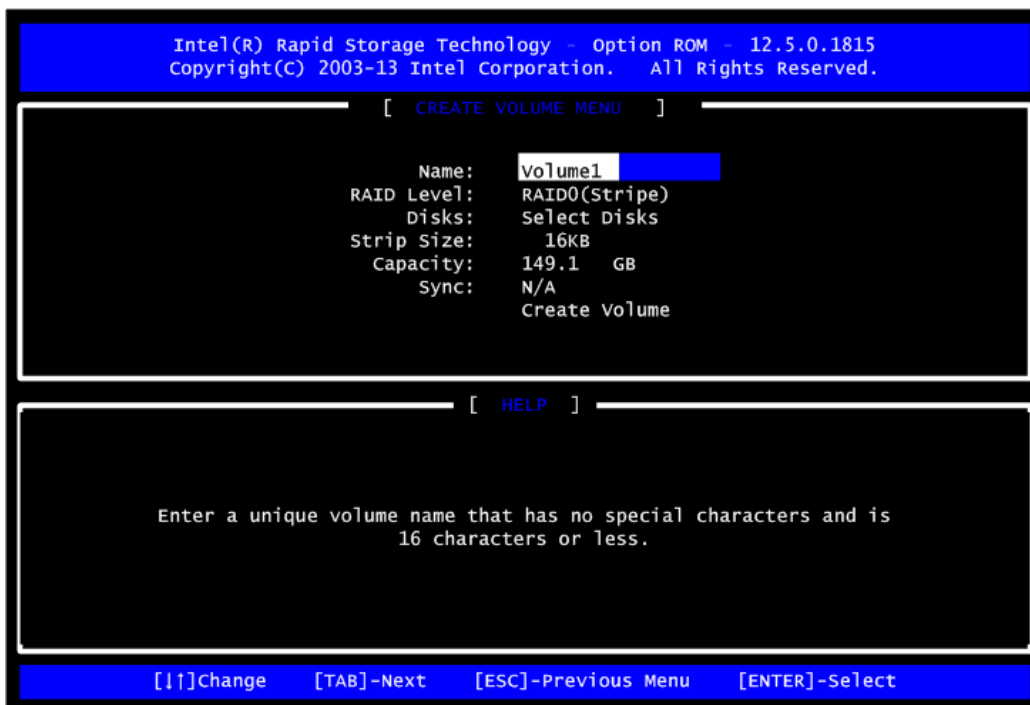 Intel(R) Rapid Storage Technology - Option ROM - 12.5.0.1815
Copyright(C) 2003-13 Intel Corporation. All Rights Reserved.
[ CREATE VOLUME MENU ]
Name: Volume1
RAID Level: RAID0(Stripe)
Disks: Select Disks
Strip Size: 16KB
Capacity: 149.1 GB
Sync: N/A
Create Volume
[ HELP ]
Enter a unique volume name that has no special characters and is
16 characters or less.
[↓↑]Change [TAB]-Next [ESC]-Previous Menu [ENTER]-Select